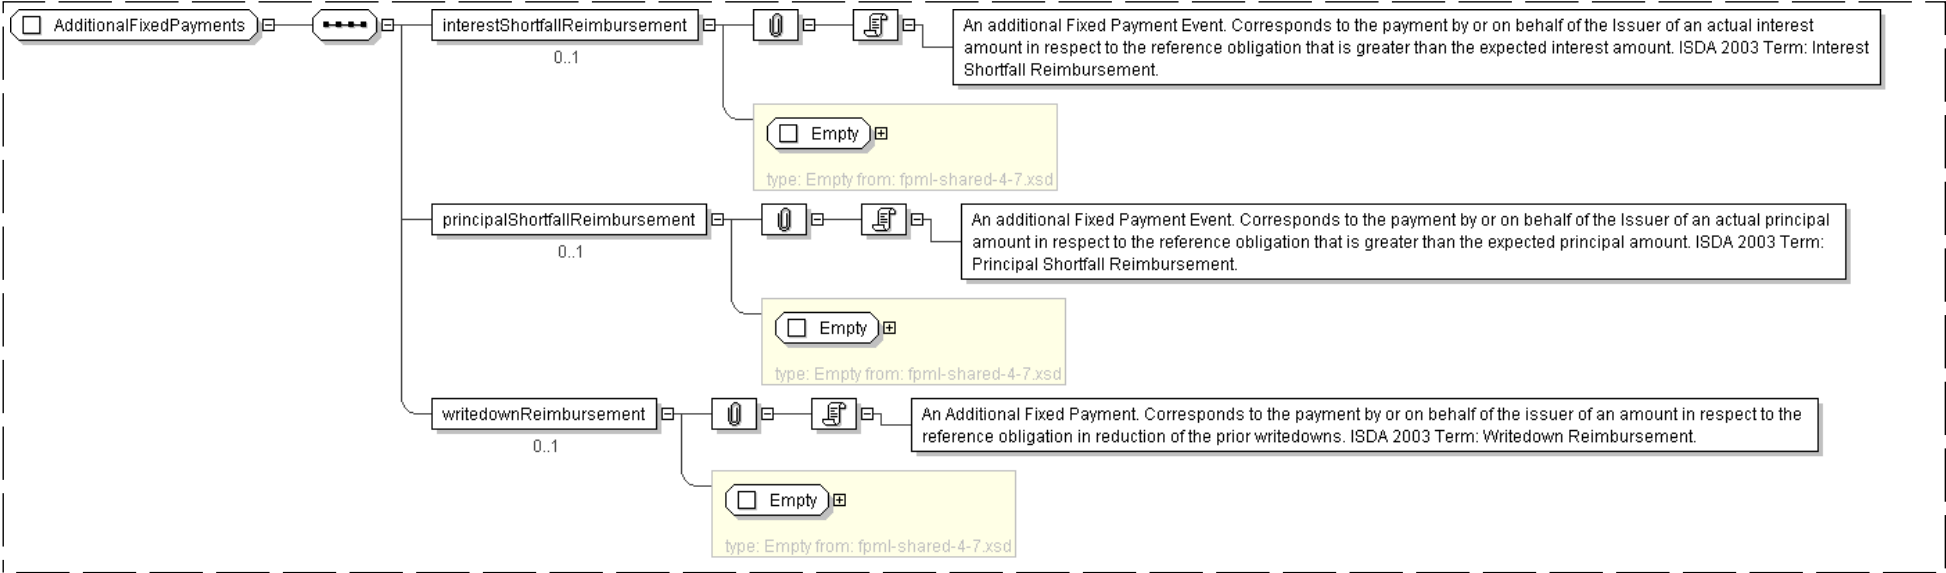 AdditionalFixedPayments
interestShortfallReimbursement
0..1
An additional Fixed Payment Event. Corresponds to the payment by or on behalf of the Issuer of an actual interest
amount in respect to the reference obligation that is greater than the expected interest amount. ISDA 2003 Term: Interest
Shortfall Reimbursement.
Empty
type: Empty from: fpml-shared-4-7.xsd
principalShortfallReimbursement
0..1
An additional Fixed Payment Event. Corresponds to the payment by or on behalf of the Issuer of an actual principal
amount in respect to the reference obligation that is greater than the expected principal amount. ISDA 2003 Term:
Principal Shortfall Reimbursement.
Empty
type: Empty from: fpml-shared-4-7.xsd
writedownReimbursement
0..1
An Additional Fixed Payment. Corresponds to the payment by or on behalf of the issuer of an amount in respect to the
reference obligation in reduction of the prior writedowns. ISDA 2003 Term: Writedown Reimbursement.
Empty
type: Empty from: fpml-shared-4-7.xsd